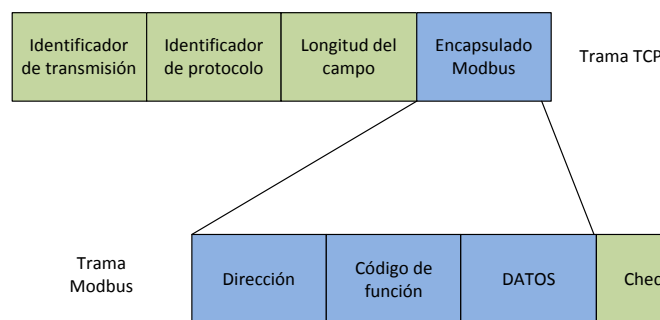 Identificador
de transmisión
Identificador
de protocolo
Longitud del
campo
Encapsulado
Modbus
Trama TCP
Trama
Modbus
Dirección
Código de
función
DATOS
Chec